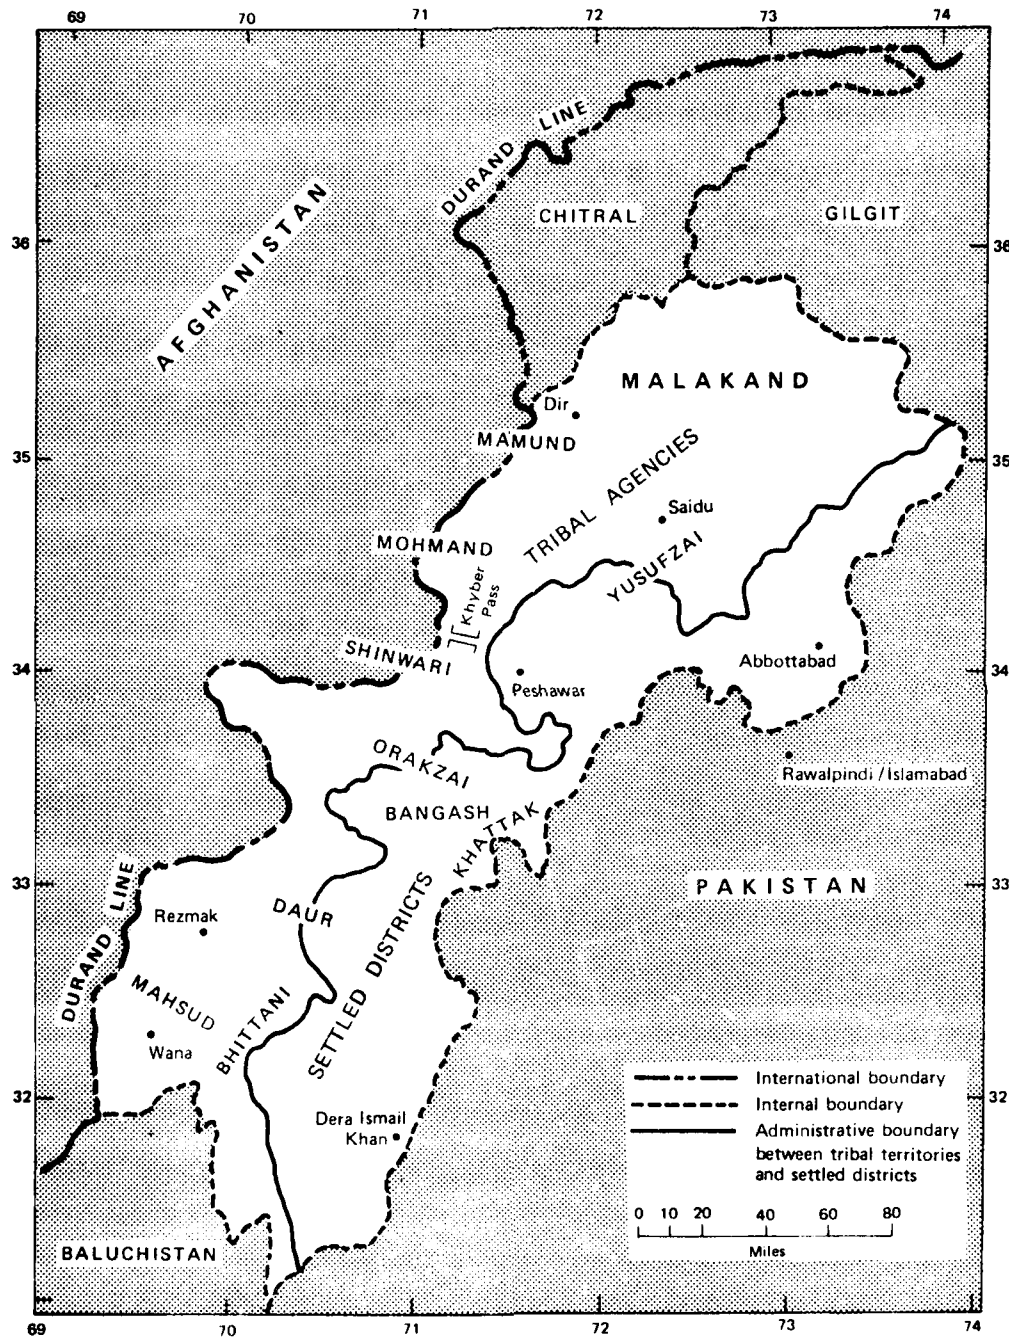 69 70 71 72 73 74
DURAND LINE
CHITRAL
GILGIT
36
36
AFGHANISTAN
MALAKAND
Dir
MAMUND
35
35
TRIBAL AGENCIES
Saidu
MOHMAND
YUSUFZAI
Khyber
Pass
SHINWARI
Abbottabad
34
34
Peshawar
ORAKZAI
Rawalpindi / Islamabad
BANGASH
KHATTAK
33
33
PAKISTAN
DURAND LINE
Rezmak
DAUR
SETTLED DISTRICTS
MAHSUD
BHITTANI
Wana
32
32
International boundary
Internal boundary
Administrative boundary
between tribal territories
and settled districts
Dera Ismail
Khan
0 10 20 40 60 80
Miles
BALUCHISTAN
69 70 71 72 73 74